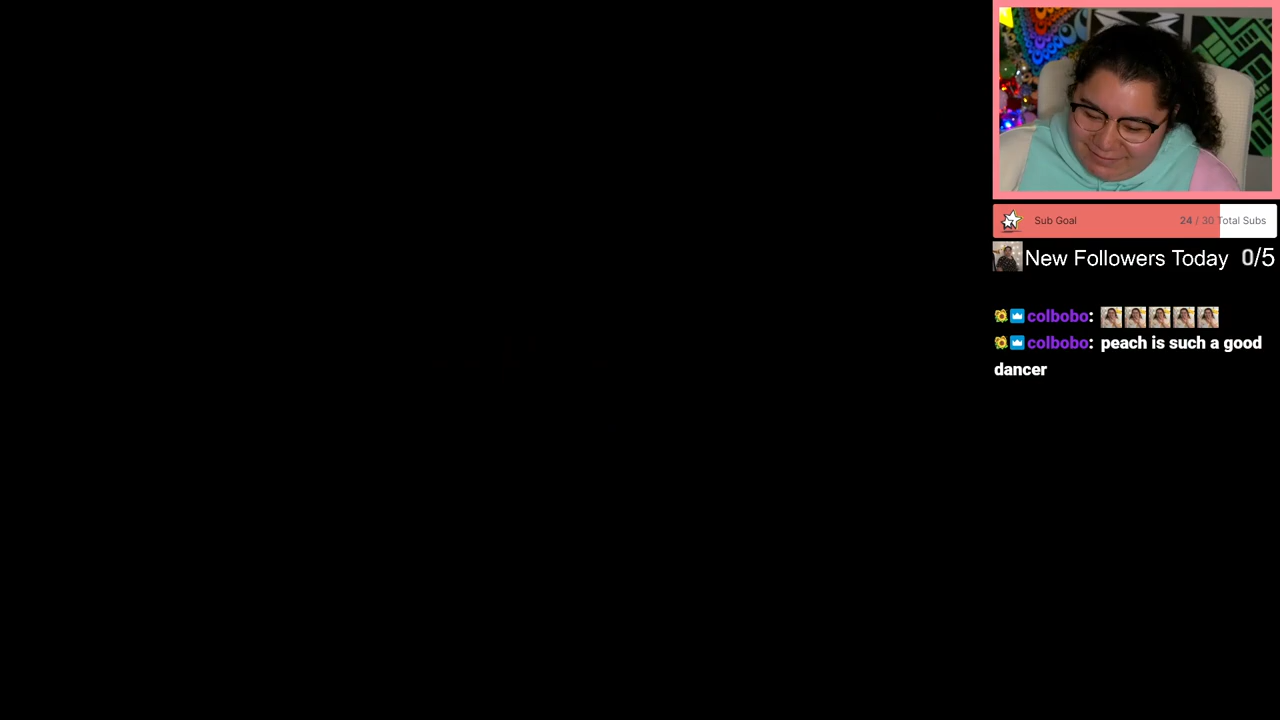 Sub Goal 24 / 30 Total Subs
New Followers Today 0/5
colbobo:
colbobo: peach is such a good
dancer